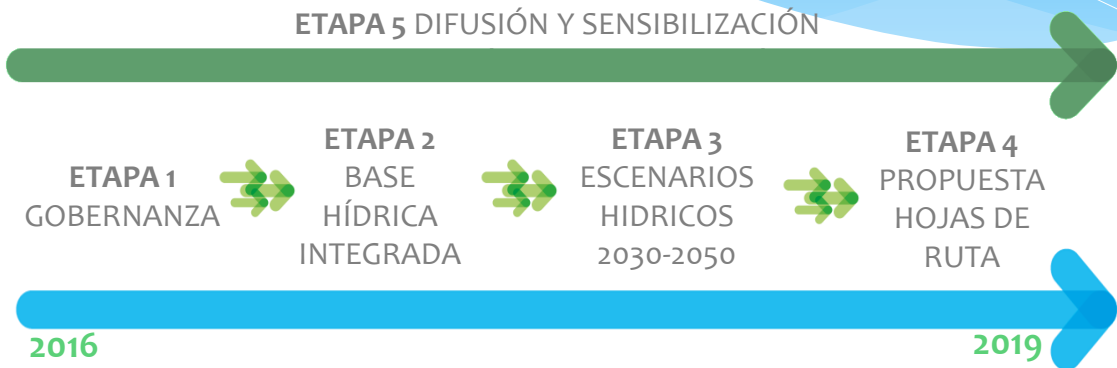 ETAPA 5 DIFUSIÓN Y SENSIBILIZACIÓN
ETAPA 1
GOBERNANZA
ETAPA 2
BASE
HÍDRICA
INTEGRADA
ETAPA 3
ESCENARIOS
HIDRICOS
2030-2050
ETAPA 4
PROPUESTA
HOJAS DE
RUTA
2016
2019